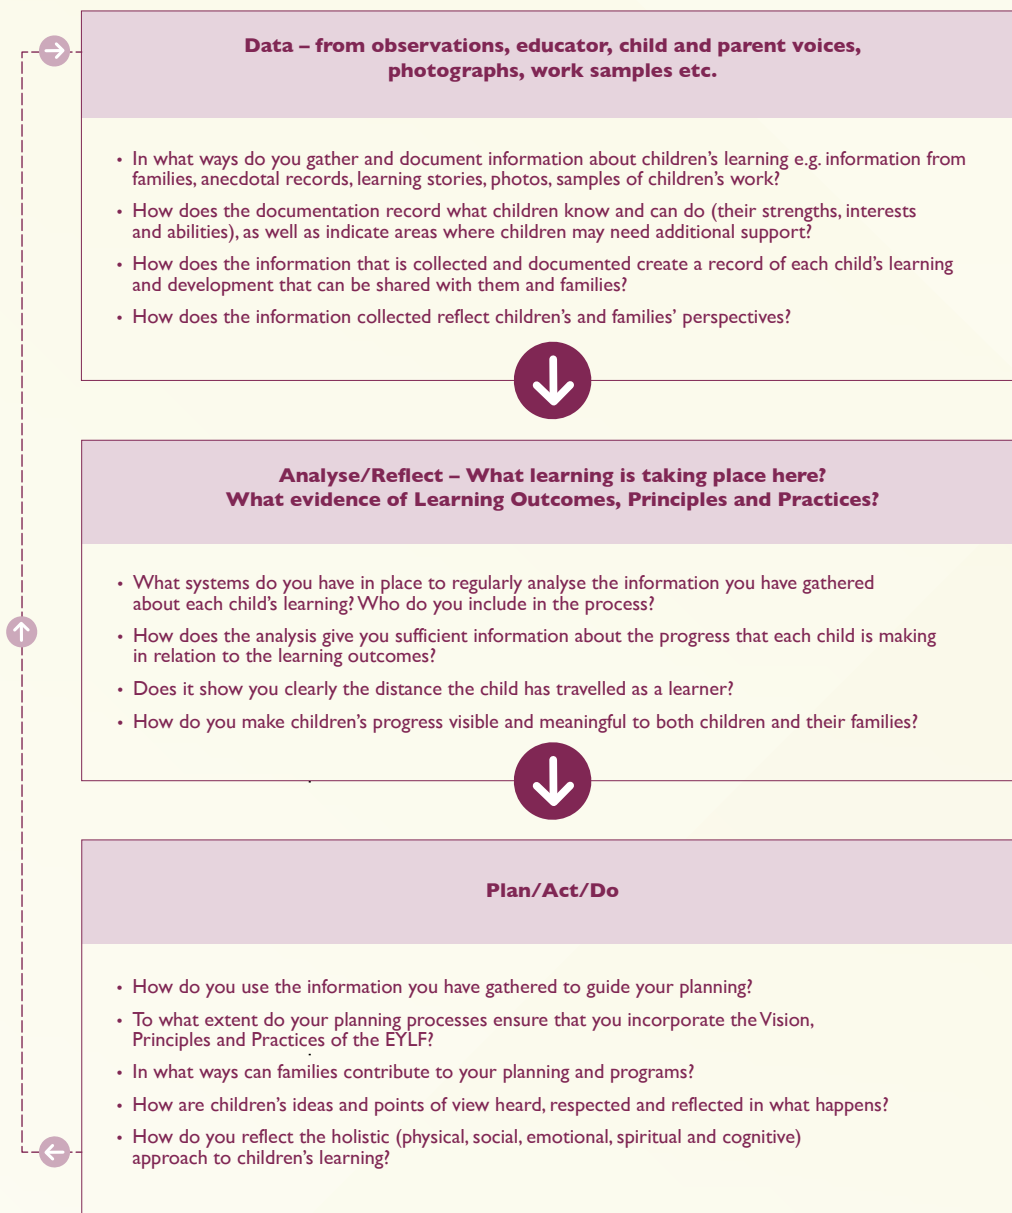 Data – from observations, educator, child and parent voices,
photographs, work samples etc.
• In what ways do you gather and document information about children’s learning e.g. information from
families, anecdotal records, learning stories, photos, samples of children’s work?
• How does the documentation record what children know and can do (their strengths, interests
and abilities), as well as indicate areas where children may need additional support?
• How does the information that is collected and documented create a record of each child’s learning
and development that can be shared with them and families?
• How does the information collected reflect children’s and families’ perspectives?
Analyse/Reflect – What learning is taking place here?
What evidence of Learning Outcomes, Principles and Practices?
• What systems do you have in place to regularly analyse the information you have gathered
about each child’s learning? Who do you include in the process?
• How does the analysis give you sufficient information about the progress that each child is making
in relation to the learning outcomes?
• Does it show you clearly the distance the child has travelled as a learner?
• How do you make children’s progress visible and meaningful to both children and their families?
Plan/Act/Do
• How do you use the information you have gathered to guide your planning?
• To what extent do your planning processes ensure that you incorporate the Vision,
Principles and Practices of the EYLF?
• In what ways can families contribute to your planning and programs?
• How are children’s ideas and points of view heard, respected and reflected in what happens?
• How do you reflect the holistic (physical, social, emotional, spiritual and cognitive)
approach to children’s learning?